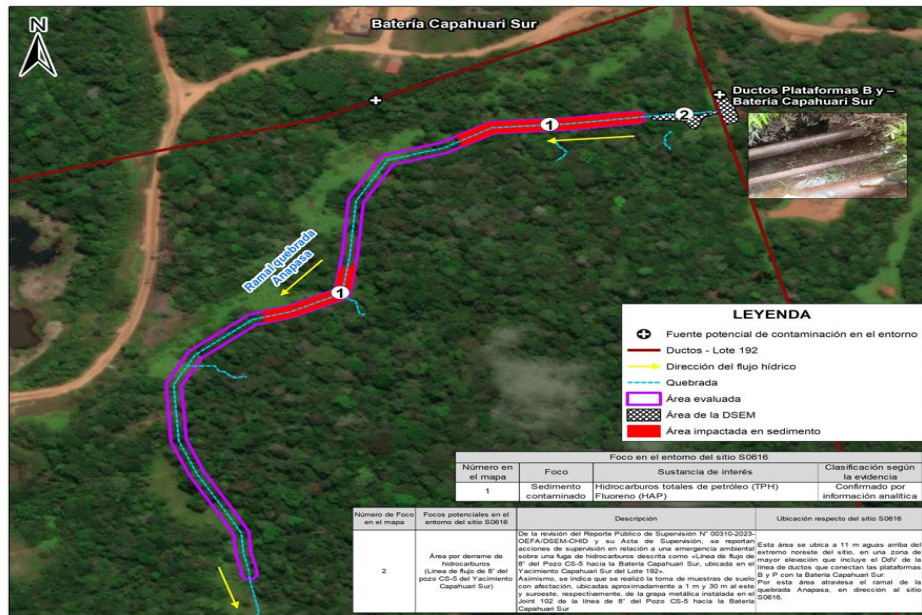 N
Batería Capahuari Sur
Ductos Plataformas B y –
Batería Capahuari Sur
1
2
Ramal quebrada
Anapasa
1
LEYENDA
Fuente potencial de contaminación en el entorno
Ductos - Lote 192
Dirección del flujo hídrico
Quebrada
Área evaluada
Área de la DSEM
Área impactada en sedimento
Foco en el entorno del sitio S0616
Número en el mapa Foco Sustancia de interés Clasificación según la evidencia
1 Sedimento contaminado Hidrocarburos totales de petróleo (TPH) Fluoreno (HAP) Confirmado por información analítica
Número de Foco en el mapa Focos potenciales en el entorno del sitio S0616 Descripción Ubicación respecto del sitio S0616
2
Área por derrame de
hidrocarburos
(Línea de flujo de 8" del
pozo CS-5 del Yacimiento
Capahuari Sur)
De la revisión del Reporte Público de Supervisión N° 00310-2023-
OEFA/DSEM-CHID y su Acta de Supervisión, se reportan
acciones de supervisión en relación a una emergencia ambiental
sobre una fuga de hidrocarburos descrita como «Línea de flujo de
8" del Pozo CS-5 hacia la Batería Capahuari Sur, ubicada en el
Yacimiento Capahuari Sur del Lote 192».
Asimismo, se indica que se realizó la toma de muestras de suelo
con afectación, ubicadas aproximadamente a 1 m y 30 m al este
y suroeste, respectivamente, de la grapa metálica instalada en el
Joint 102 de la línea de 8" del Pozo CS-5 hacia la Batería
Capahuari Sur
Esta área se ubica a 11 m aguas arriba del
extremo noreste del sitio, en una zona de
mayor elevación que incluye el DdV de la
línea de ductos que conectan las plataformas
B y P con la Batería Capahuari Sur.
Por esta área atraviesa el ramal de la
quebrada Anapasa, en dirección al sitio
S0616.